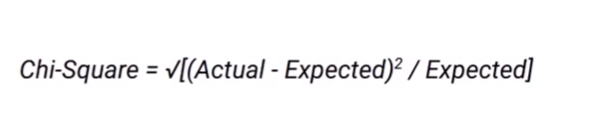 Chi-Square = √[(Actual - Expected)² / Expected]